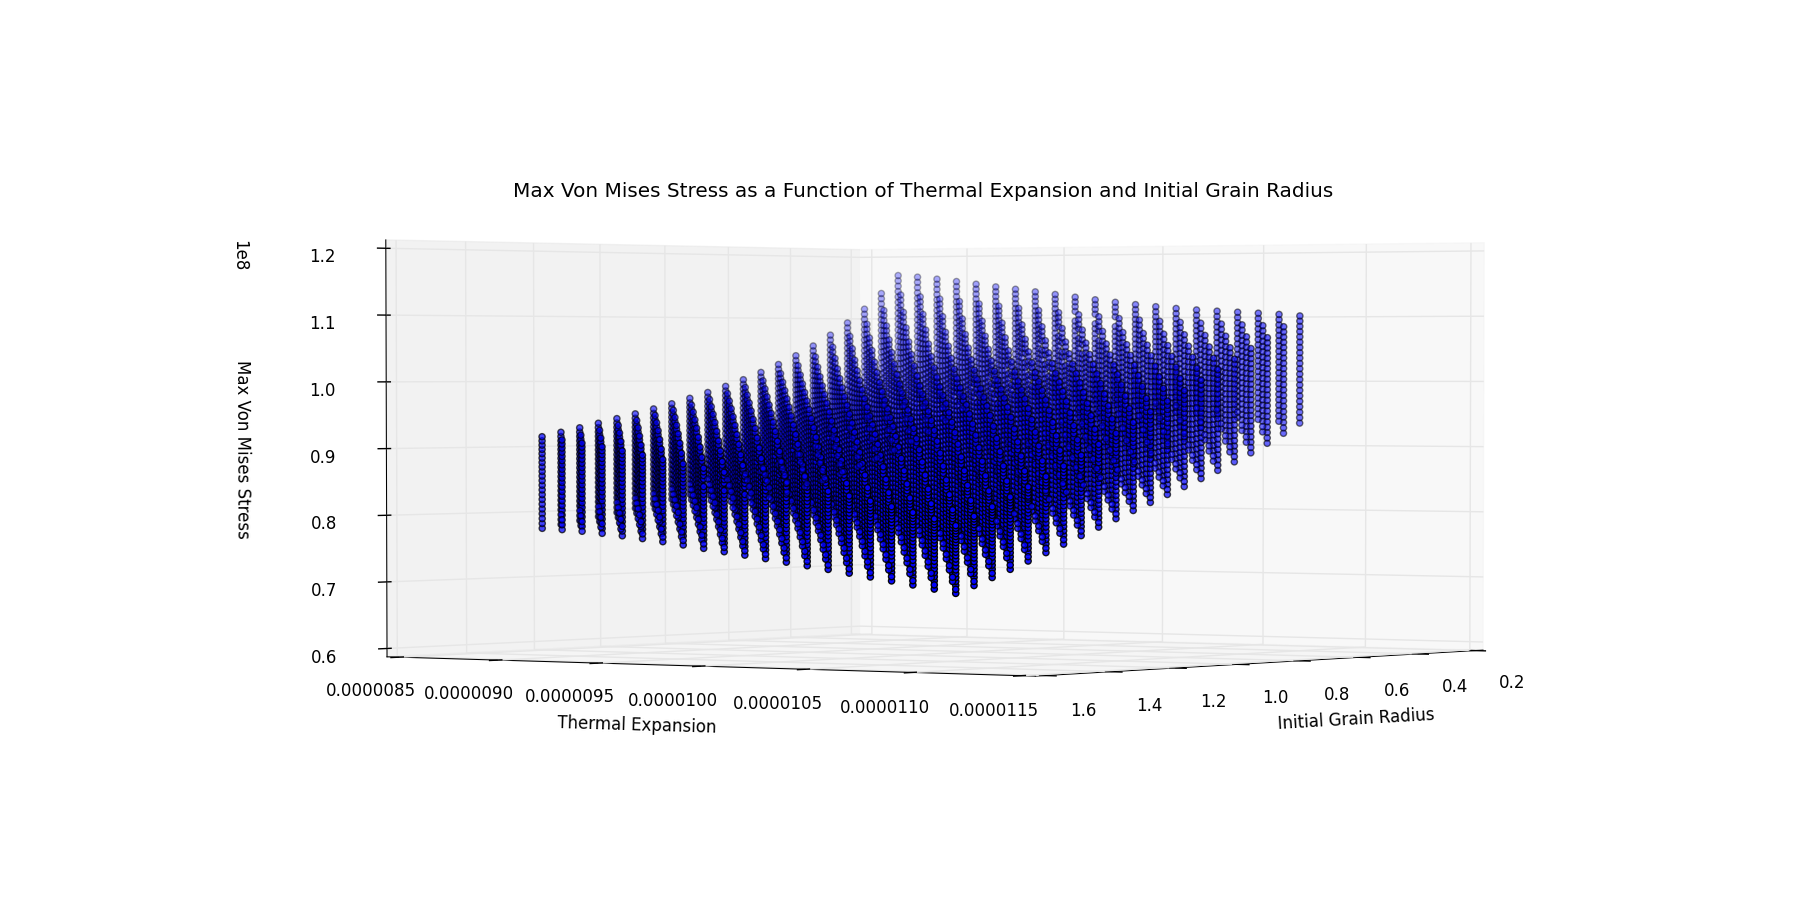 Max Von Mises Stress as a Function of Thermal Expansion and Initial Grain Radius
1e8
1.2
1.1
1.0
0.9
0.8
0.7
0.6
Max Von Mises Stress
0.0000085 0.0000090 0.0000095 0.0000100 0.0000105 0.0000110 0.0000115
Thermal Expansion
1.6 1.4 1.2 1.0 0.8 0.6 0.4 0.2
Initial Grain Radius